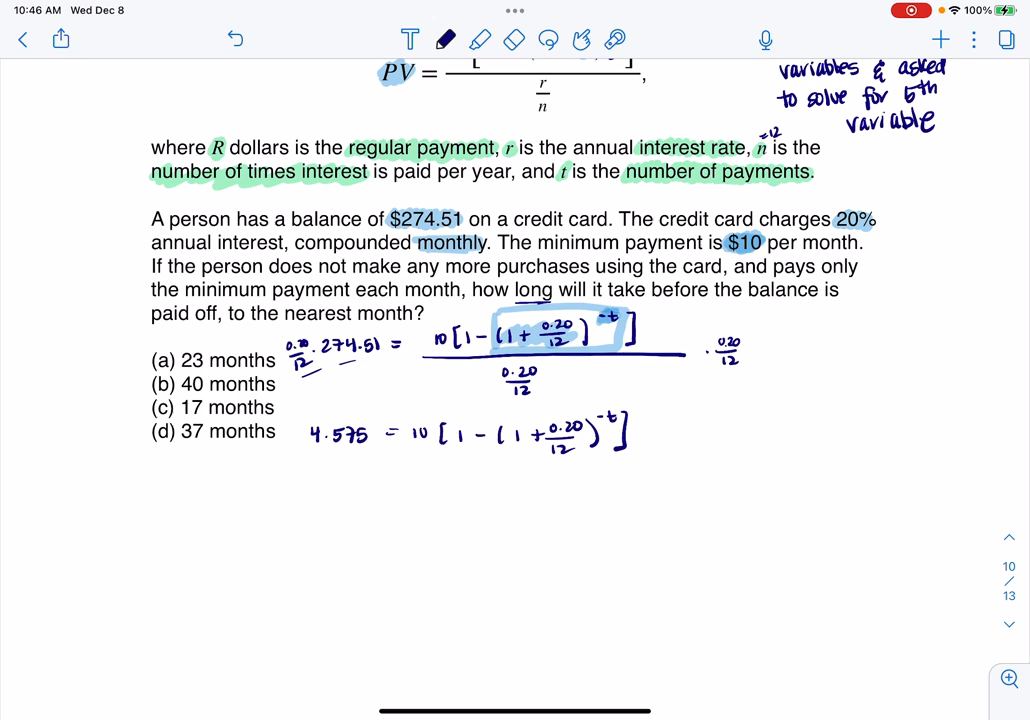 10:46 AM Wed Dec 8
100%
PV =
r
n
,
variables & asked
to solve for 5th
variable
=12
where R dollars is the regular payment, r is the annual interest rate, n is the
number of times interest is paid per year, and t is the number of payments.
A person has a balance of $274.51 on a credit card. The credit card charges 20%
annual interest, compounded monthly. The minimum payment is $10 per month.
If the person does not make any more purchases using the card, and pays only
the minimum payment each month, how long will it take before the balance is
paid off, to the nearest month?
0.20/12 · 274.51 = 10[1 - (1 + 0.20/12)^-t] / 0.20/12 · 0.20/12
(a) 23 months
(b) 40 months
(c) 17 months
(d) 37 months
4.575 = 10 [1 - (1 + 0.20/12)^-t]
10
/
13